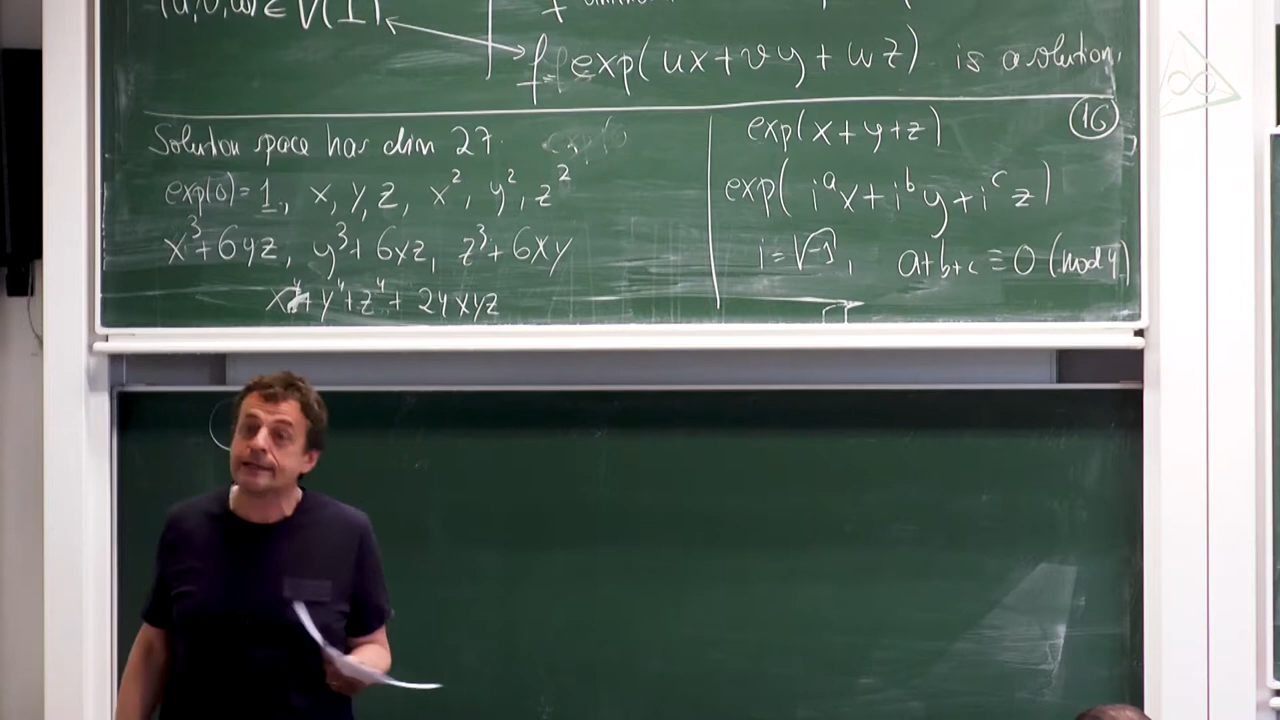 (u,v,w) ∈ V(I)
f exp(ux+vy+wz) is a solution.
Solution space has dim 27.
exp(0)=1, x, y, z, x², y², z²
x³+6yz, y³+6xz, z³+6xy
x⁴+y⁴+z⁴+24xyz
16
exp(x+y+z)
exp(iᵃx+iᵇy+iᶜz)
i=√-1, a+b+c ≡ 0 (mod 4)